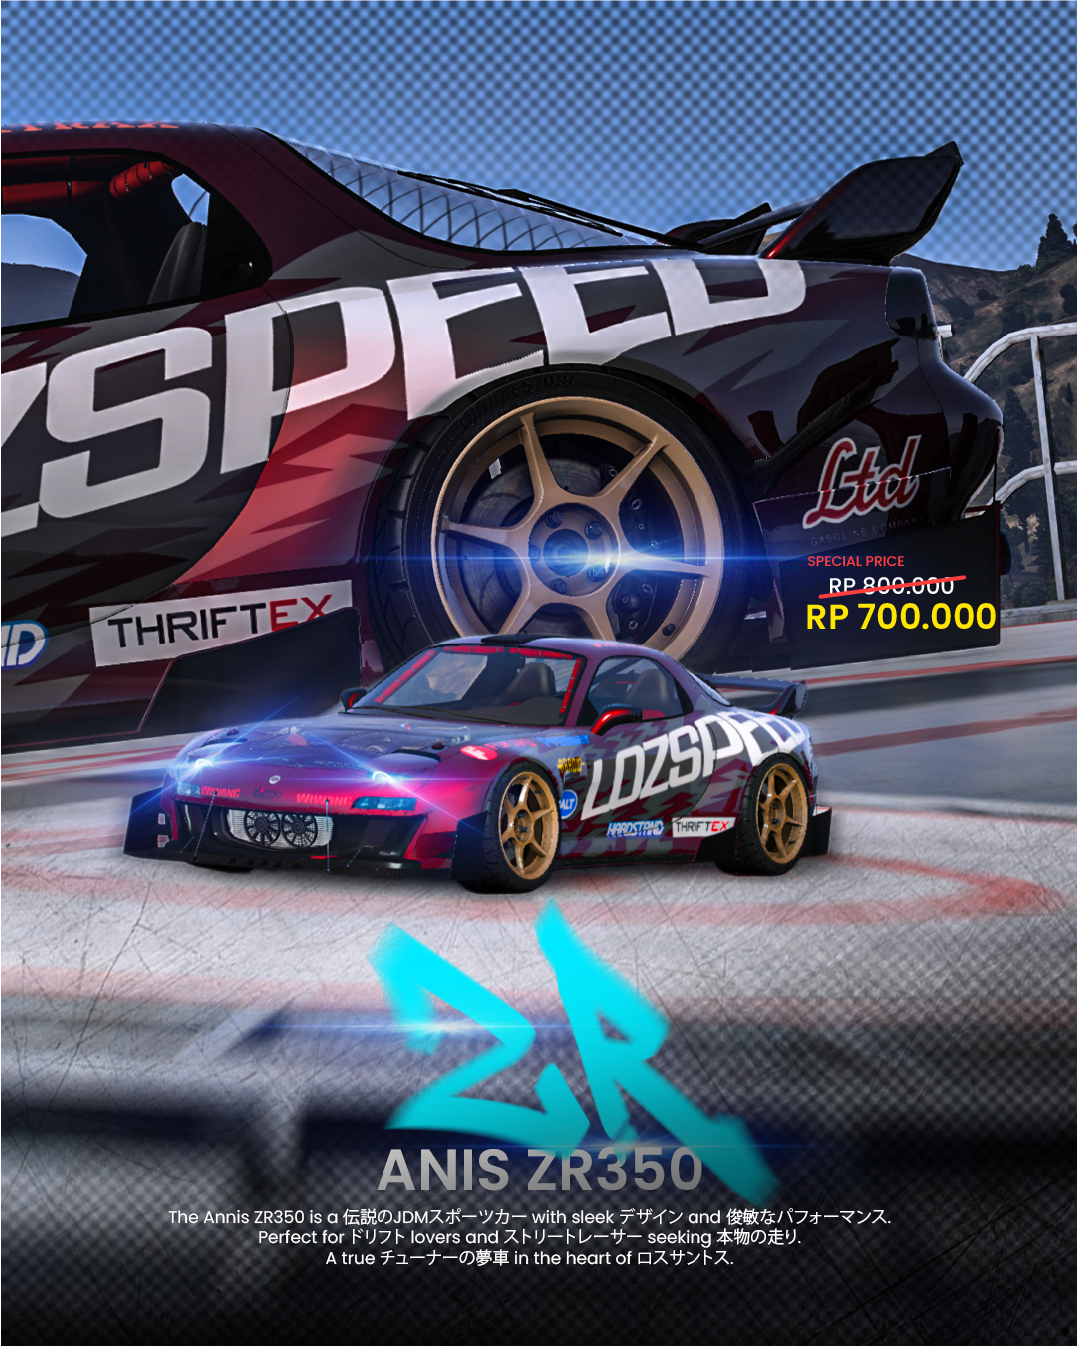 ZSPEED
Ltd
GASOLINE COMPANY
SPECIAL PRICE
RP 800.000
RP 700.000
THRIFTEX
LDZSPEED
WIWANG
WIWANG
HARDSTAND
THRIFTEX
ZR
ANIS ZR350
The Annis ZR350 is a 伝説のJDMスポーツカー with sleek デザイン and 俊敏なパフォーマンス.
Perfect for ドリフト lovers and ストリートレーサー seeking 本物の走り.
A true チューナーの夢車 in the heart of ロスサントス.